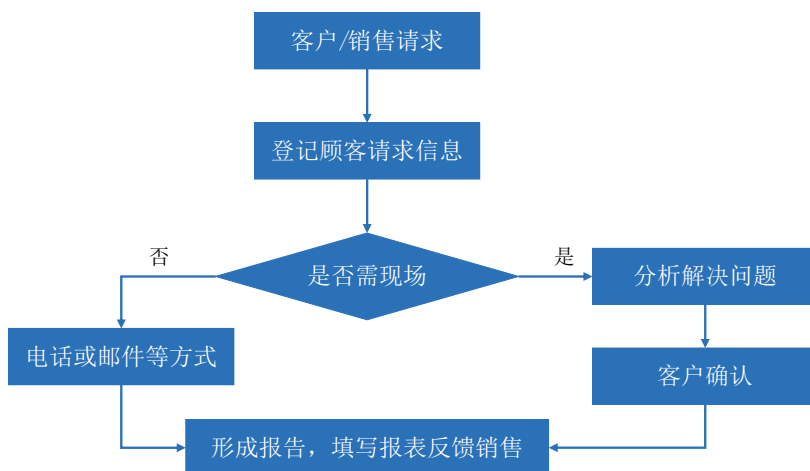 客户/销售请求
登记顾客请求信息
否
是否需现场
是
分析解决问题
电话或邮件等方式
客户确认
形成报告，填写报表反馈销售